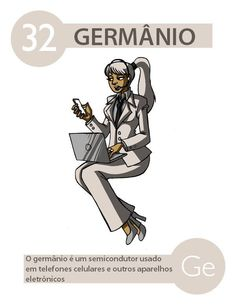 32 GERMÂNIO
O germânio é um semicondutor usado
em telefones celulares e outros aparelhos
eletrônicos
Ge